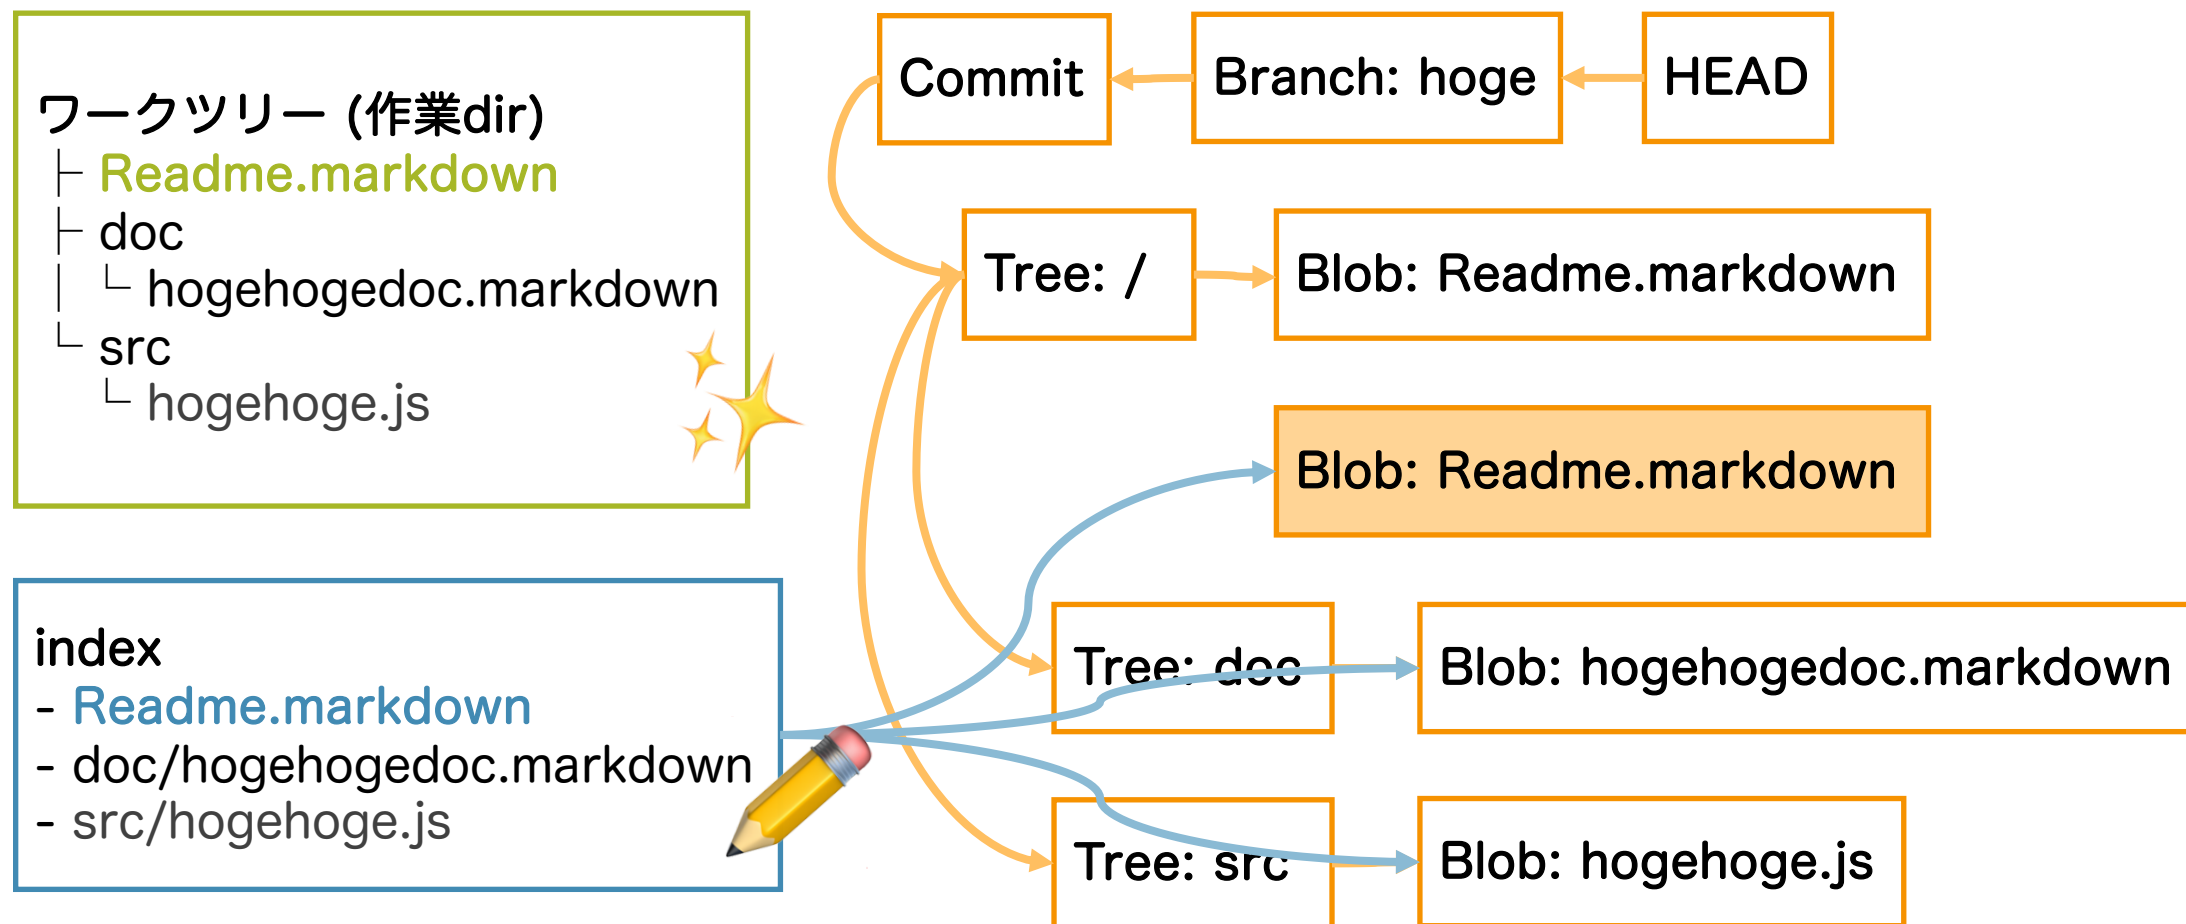 ワークツリー (作業dir)
├ Readme.markdown
├ doc
│ └ hogehogedoc.markdown
└ src
└ hogehoge.js
index
- Readme.markdown
- doc/hogehogedoc.markdown
- src/hogehoge.js
Commit
Branch: hoge
HEAD
Tree: /
Blob: Readme.markdown
Blob: Readme.markdown
Tree: doc
Blob: hogehogedoc.markdown
Tree: src
Blob: hogehoge.js